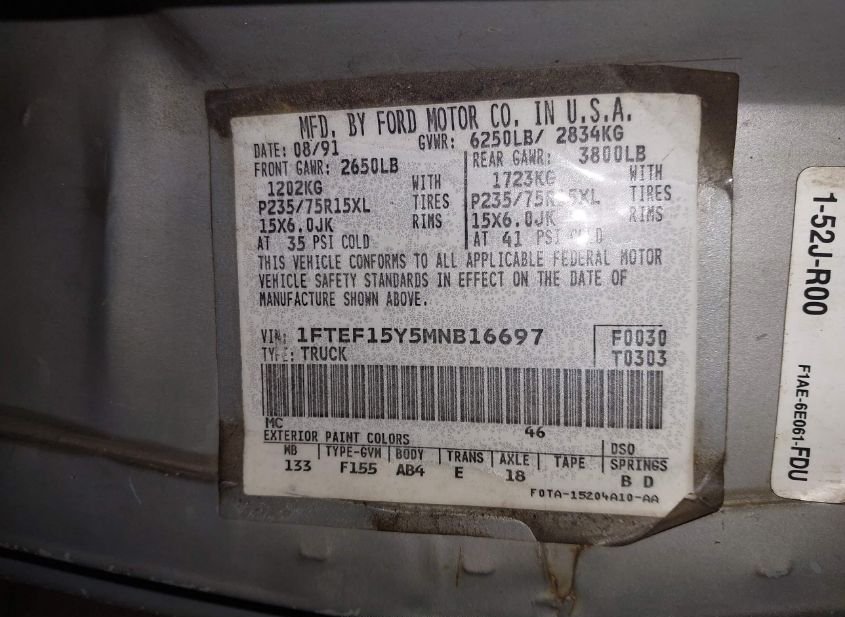 MFD. BY FORD MOTOR CO. IN U.S.A.
DATE: 08/91 GVWR: 6250LB/ 2834KG
FRONT GAWR: 2650LB REAR GAWR: 3800LB
1202KG WITH 1723KG WITH
P235/75R15XL TIRES P235/75R15XL TIRES
15X6.0JK RIMS 15X6.0JK RIMS
AT 35 PSI COLD AT 41 PSI COLD
THIS VEHICLE CONFORMS TO ALL APPLICABLE FEDERAL MOTOR
VEHICLE SAFETY STANDARDS IN EFFECT ON THE DATE OF
MANUFACTURE SHOWN ABOVE.
VIN: 1FTEF15Y5MNB16697 F0030
TYPE: TRUCK T0303
MC 46
EXTERIOR PAINT COLORS DSO
WB TYPE-GVW BODY TRANS AXLE TAPE SPRINGS
133 F155 AB4 E 18 B D
F0TA-15204A10-AA
1-52J-R00
F1AE-6E061-FDU